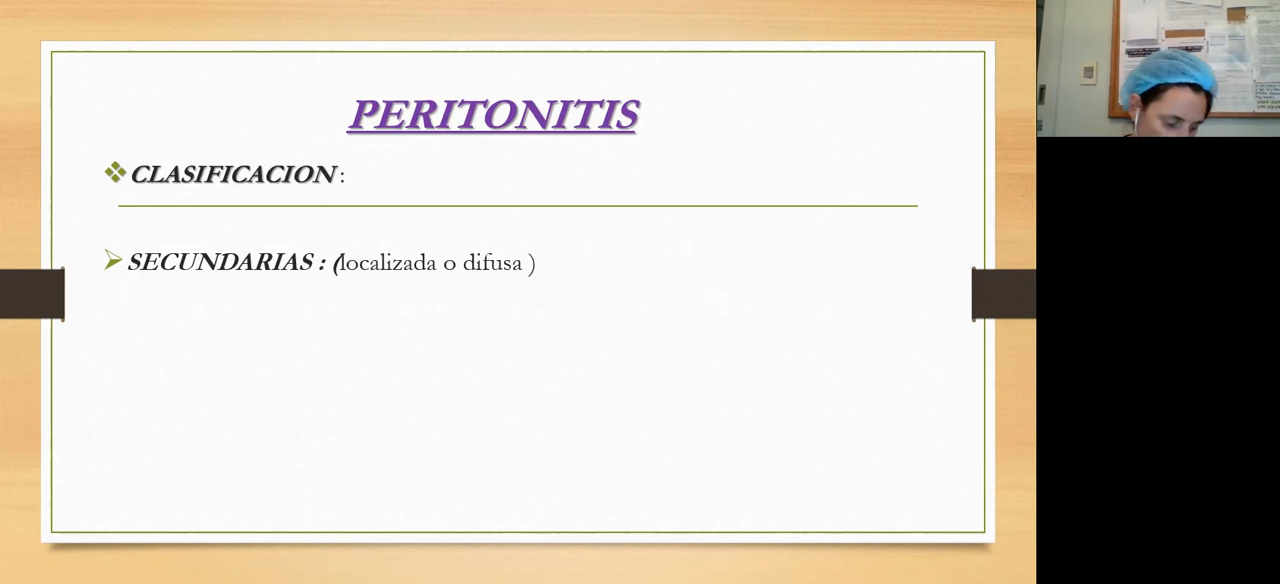 PERITONITIS
CLASIFICACION :
SECUNDARIAS : (localizada o difusa )